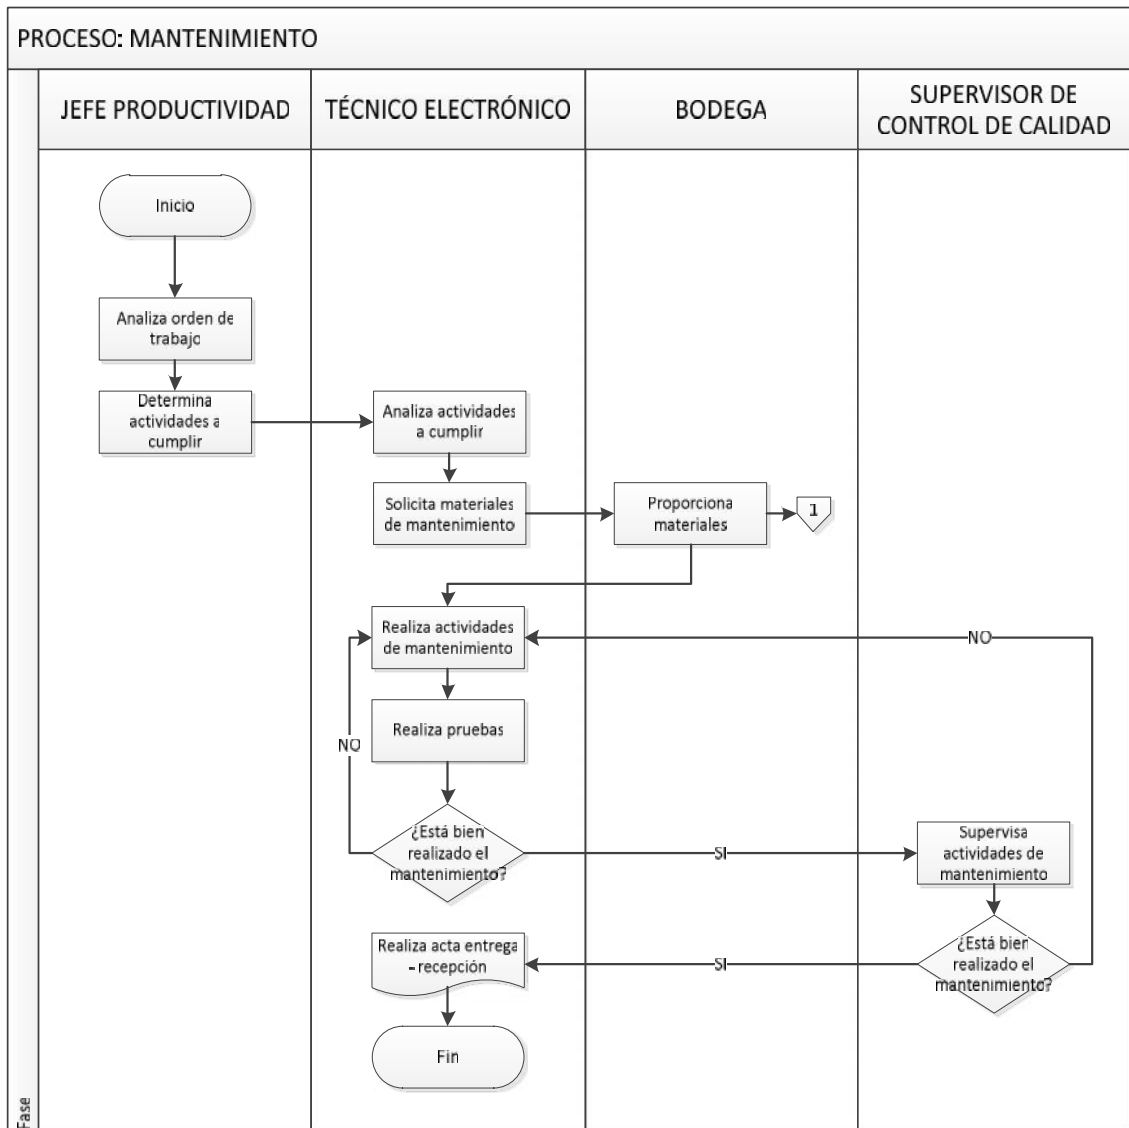 PROCESO: MANTENIMIENTO
JEFE PRODUCTIVIDAD
TÉCNICO ELECTRÓNICO
BODEGA
SUPERVISOR DE
CONTROL DE CALIDAD
Inicio
Analiza orden de
trabajo
Determina
actividades a
cumplir
Analiza actividades
a cumplir
Solicita materiales
de mantenimiento
Proporciona
materiales
1
Realiza actividades
de mantenimiento
NO
Realiza pruebas
NO
¿Está bien
realizado el
mantenimiento?
SI
Supervisa
actividades de
mantenimiento
¿Está bien
realizado el
mantenimiento?
SI
Realiza acta entrega
– recepción
Fin
Fase